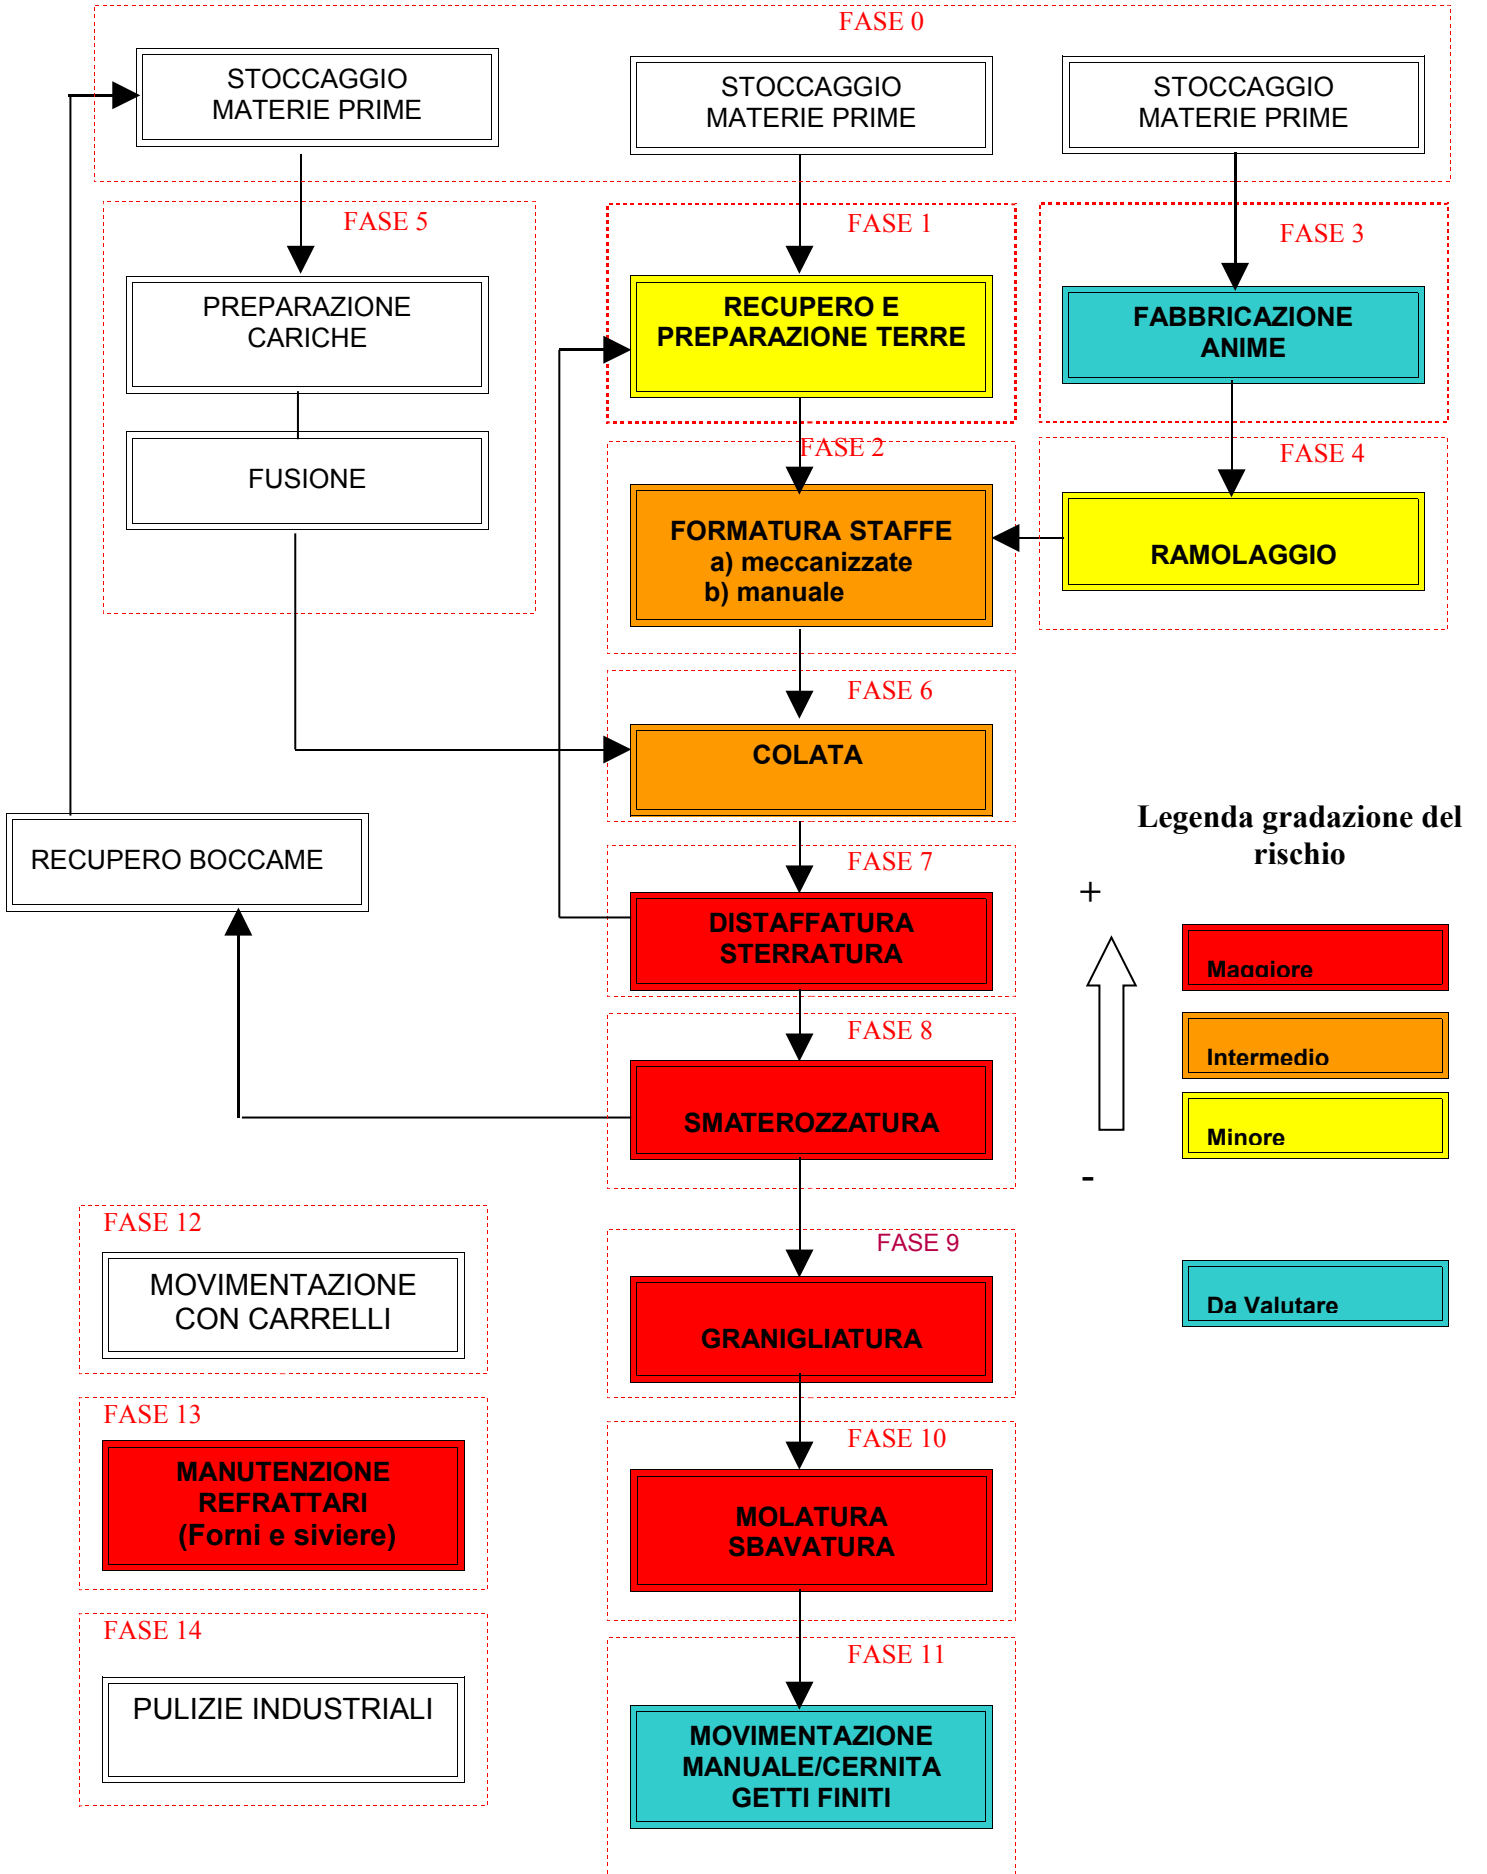 FASE 0
STOCCAGGIO
MATERIE PRIME
STOCCAGGIO
MATERIE PRIME
STOCCAGGIO
MATERIE PRIME
FASE 5
PREPARAZIONE
CARICHE
FUSIONE
FASE 1
RECUPERO E
PREPARAZIONE TERRE
FASE 3
FABBRICAZIONE
ANIME
FASE 2
FORMATURA STAFFE
a) meccanizzate
b) manuale
FASE 4
RAMOLAGGIO
FASE 6
COLATA
RECUPERO BOCCAME
FASE 7
DISTAFFATURA
STERRATURA
FASE 8
SMATEROZZATURA
Legenda gradazione del
rischio
+
Maggiore
Intermedio
Minore
-
Da Valutare
FASE 9
GRANIGLIATURA
FASE 10
MOLATURA
SBAVATURA
FASE 11
MOVIMENTAZIONE
MANUALE/CERNITA
GETTI FINITI
FASE 12
MOVIMENTAZIONE
CON CARRELLI
FASE 13
MANUTENZIONE
REFRATTARI
(Forni e siviere)
FASE 14
PULIZIE INDUSTRIALI